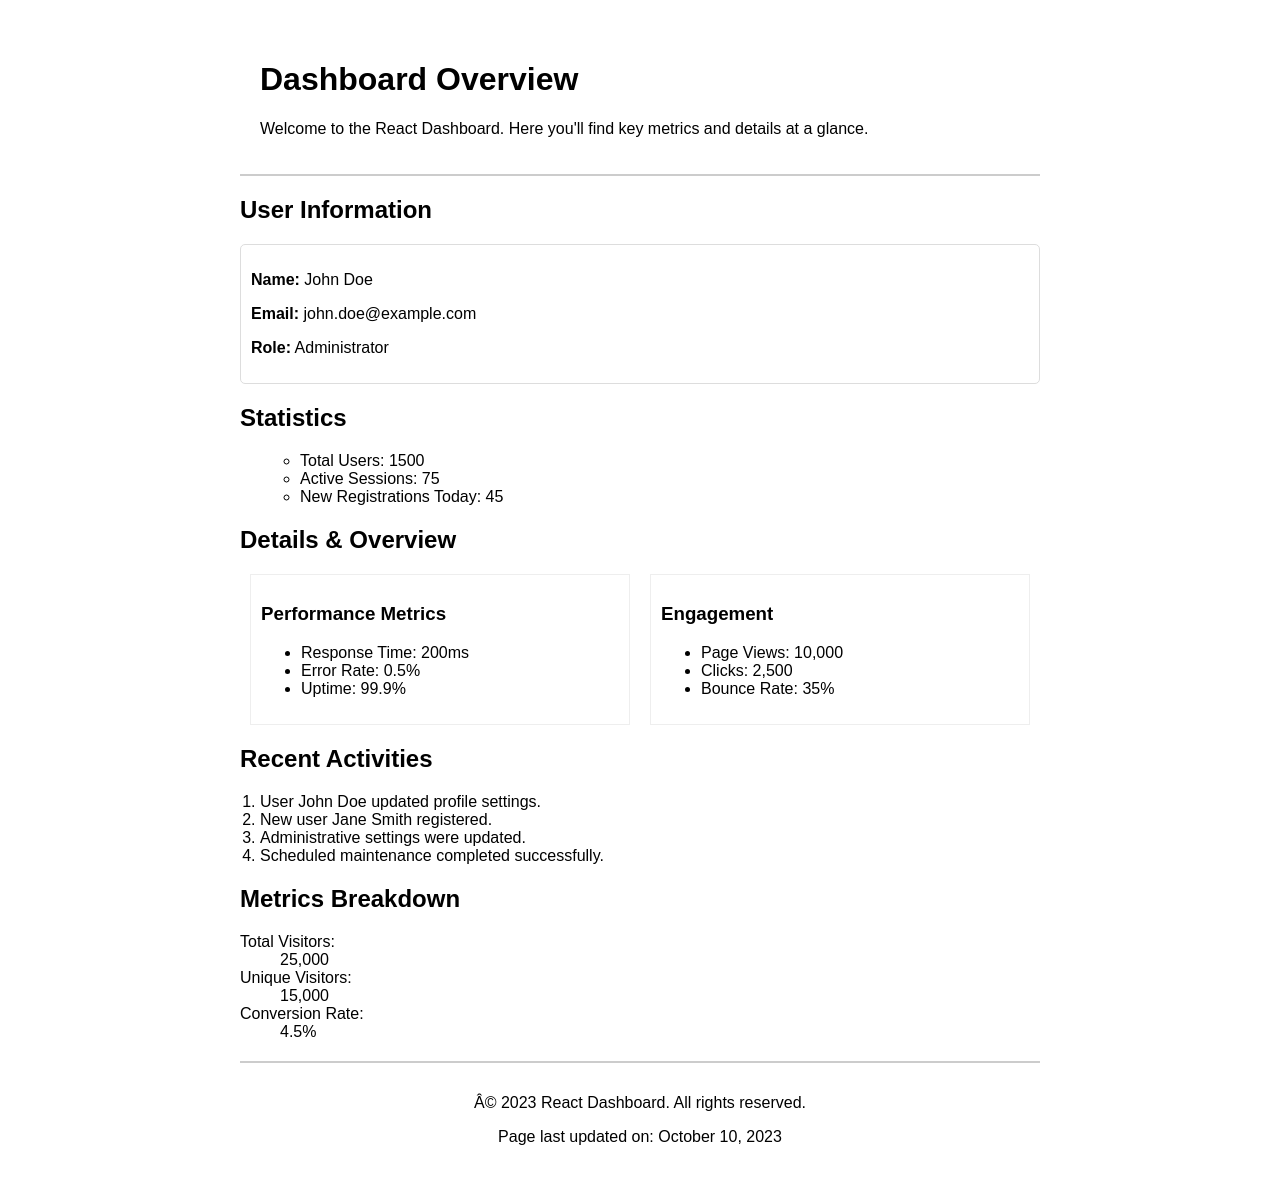 Dashboard Overview
Welcome to the React Dashboard. Here you'll find key metrics and details at a glance.
User Information
Name: John Doe
Email: john.doe@example.com
Role: Administrator
Statistics
Total Users: 1500
Active Sessions: 75
New Registrations Today: 45
Details & Overview
Performance Metrics
Response Time: 200ms
Error Rate: 0.5%
Uptime: 99.9%
Engagement
Page Views: 10,000
Clicks: 2,500
Bounce Rate: 35%
Recent Activities
1. User John Doe updated profile settings.
2. New user Jane Smith registered.
3. Administrative settings were updated.
4. Scheduled maintenance completed successfully.
Metrics Breakdown
Total Visitors:
25,000
Unique Visitors:
15,000
Conversion Rate:
4.5%
Â© 2023 React Dashboard. All rights reserved.
Page last updated on: October 10, 2023